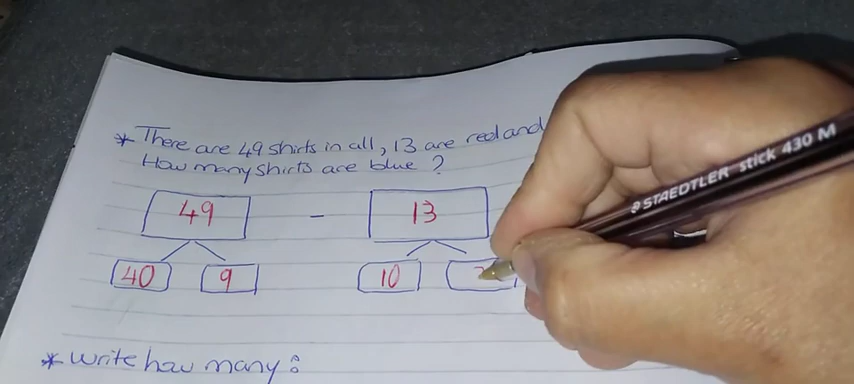 * There are 49 shirts in all, 13 are red and
How many shirts are blue ?
49 - 13
40 9 10
* Write how many :
STAEDTLER stick 430 M